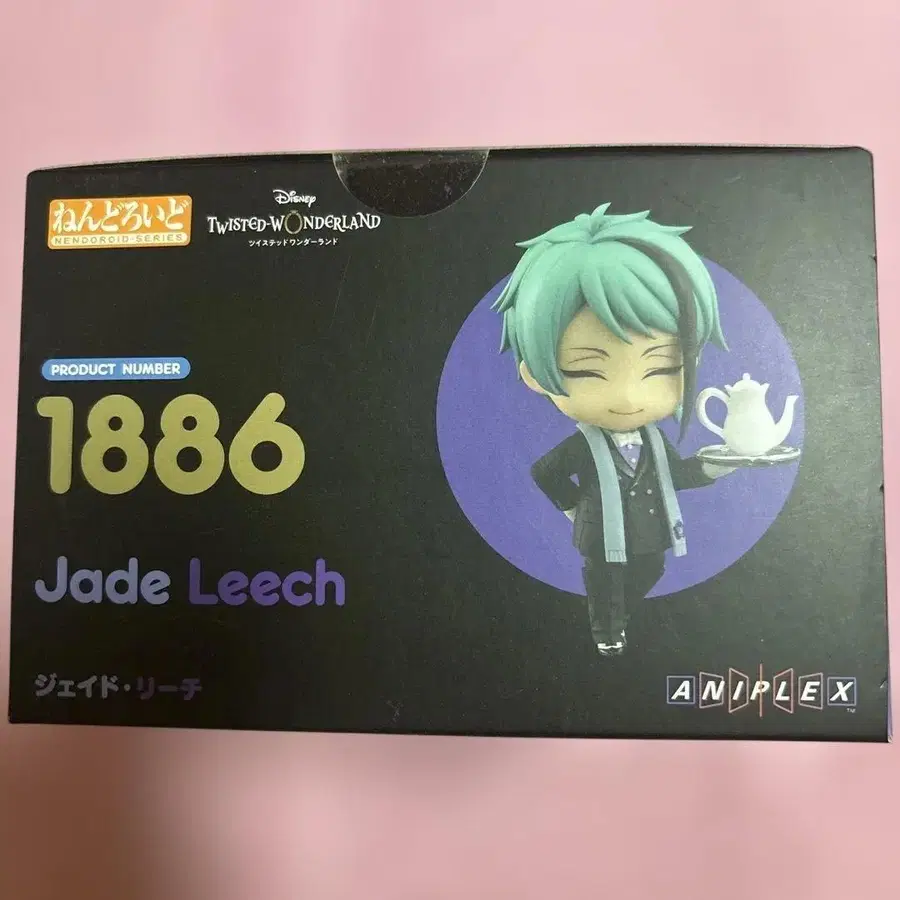 ねんどろいど
NENDOROID-SERIES
Disney
TWISTED-WONDERLAND
ツイステッドワンダーランド
PRODUCT NUMBER
1886
Jade Leech
ジェイド・リーチ
ANIPLEX
TM